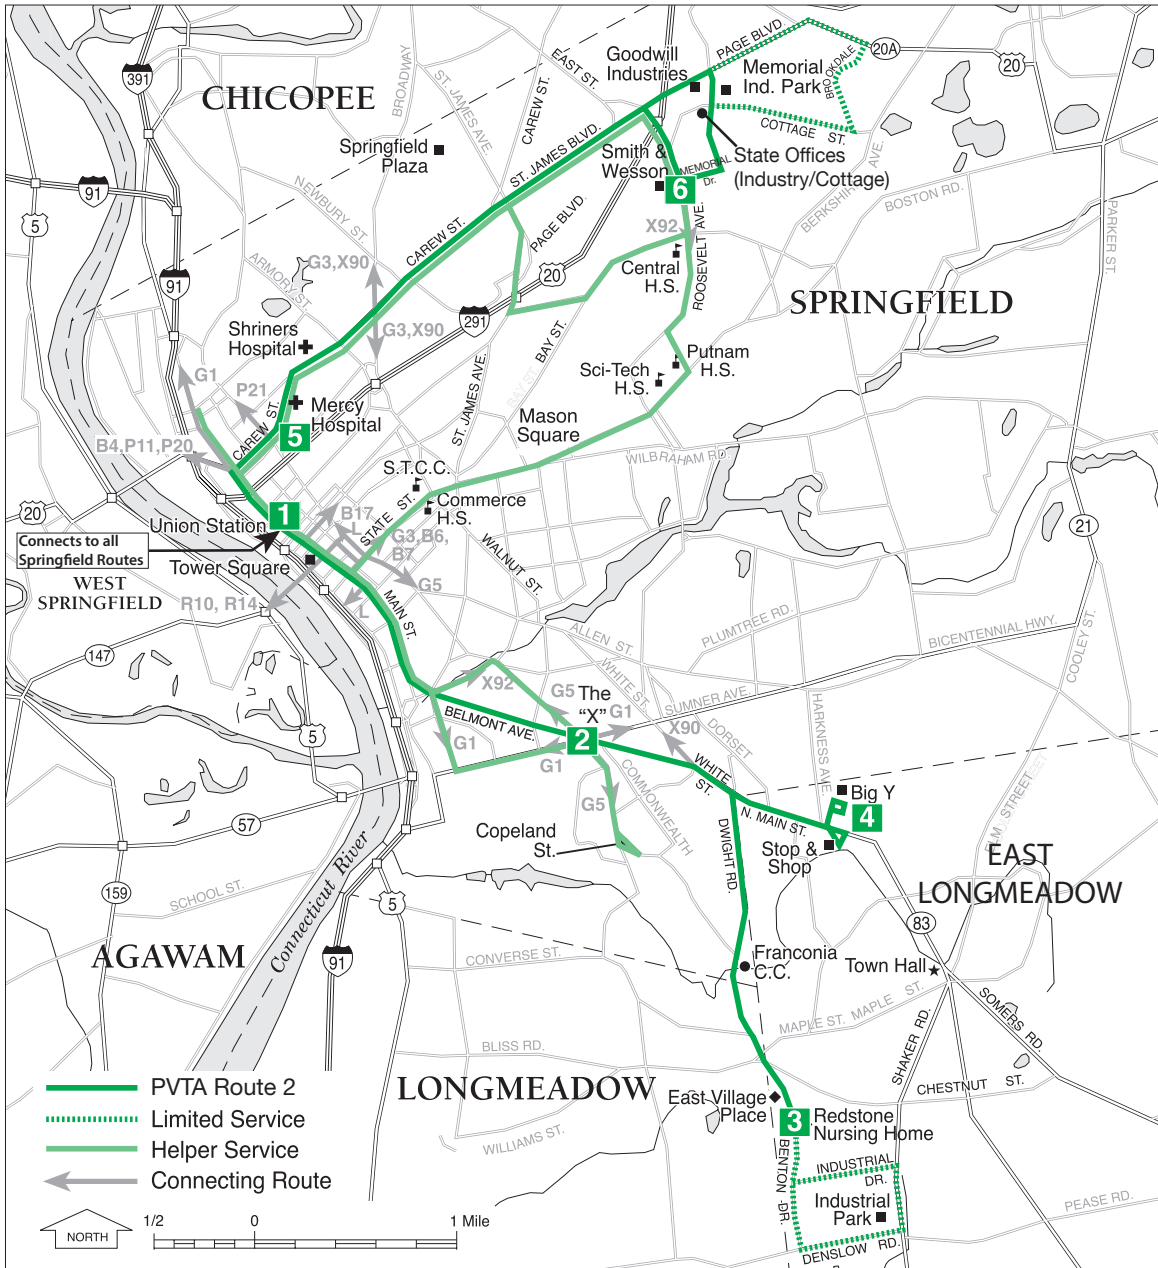 391
CHICOPEE
BROADWAY
ST. JAMES AVE.
CAREW ST.
EAST ST.
Goodwill
Industries
PAGE BLVD.
20A
20
Memorial
Ind. Park
BROOKDALE
COTTAGE ST.
Springfield
Plaza
ST. JAMES BLVD.
Smith &
Wesson
MEMORIAL
Dr.
State Offices
(Industry/Cottage)
6
91
5
NEWBURY ST.
PAGE BLVD.
CAREW ST.
X92
ROOSEVELT AVE.
BERKSHIRE AVE.
BOSTON RD.
PARKER ST.
ARMORY ST.
G3,X90
20
Central
H.S.
91
SPRINGFIELD
G3,X90
291
Shriners
Hospital
BAY ST.
ST. JAMES AVE.
BAY ST.
Putnam
H.S.
Sci-Tech
H.S.
G1
P21
Mercy
Hospital
CAREW ST.
5
Mason
Square
B4,P11,P20
S.T.C.C.
WILBRAHAM RD.
20
1
Union Station
B17
L
STATE ST.
Commerce
H.S.
G3,B6,
B7
21
Connects to all
Springfield Routes
Tower Square
WALNUT ST.
G5
WEST
SPRINGFIELD
R10, R14
L
MAIN ST.
ALLEN ST.
PLUMTREE RD.
BICENTENNIAL HWY.
COOLEY ST.
147
X92
WHITE ST.
G5
The
"X"
G1
SUMNER AVE.
HARKNESS AVE.
5
BELMONT AVE.
2
X90
DORSET
G1
G1
WHITE
ST.
COMMONWEALTH
G5
Big Y
4
N. MAIN ST.
ELM STREET
57
Copeland
St.
DWIGHT RD.
Stop &
Shop
EAST
LONGMEADOW
159
SCHOOL ST.
5
Connecticut River
83
AGAWAM
91
CONVERSE ST.
Franconia
C.C.
Town Hall
MAPLE ST. MAPLE ST.
SOMERS RD.
BLISS RD.
SHAKER RD.
CHESTNUT ST.
LONGMEADOW
East Village
Place
3
Redstone
Nursing Home
WILLIAMS ST.
BENTON DR.
INDUSTRIAL
DR.
Industrial
Park
PEASE RD.
DENSLOW RD.
PVTA Route 2
Limited Service
Helper Service
Connecting Route
NORTH
1/2
0
1 Mile